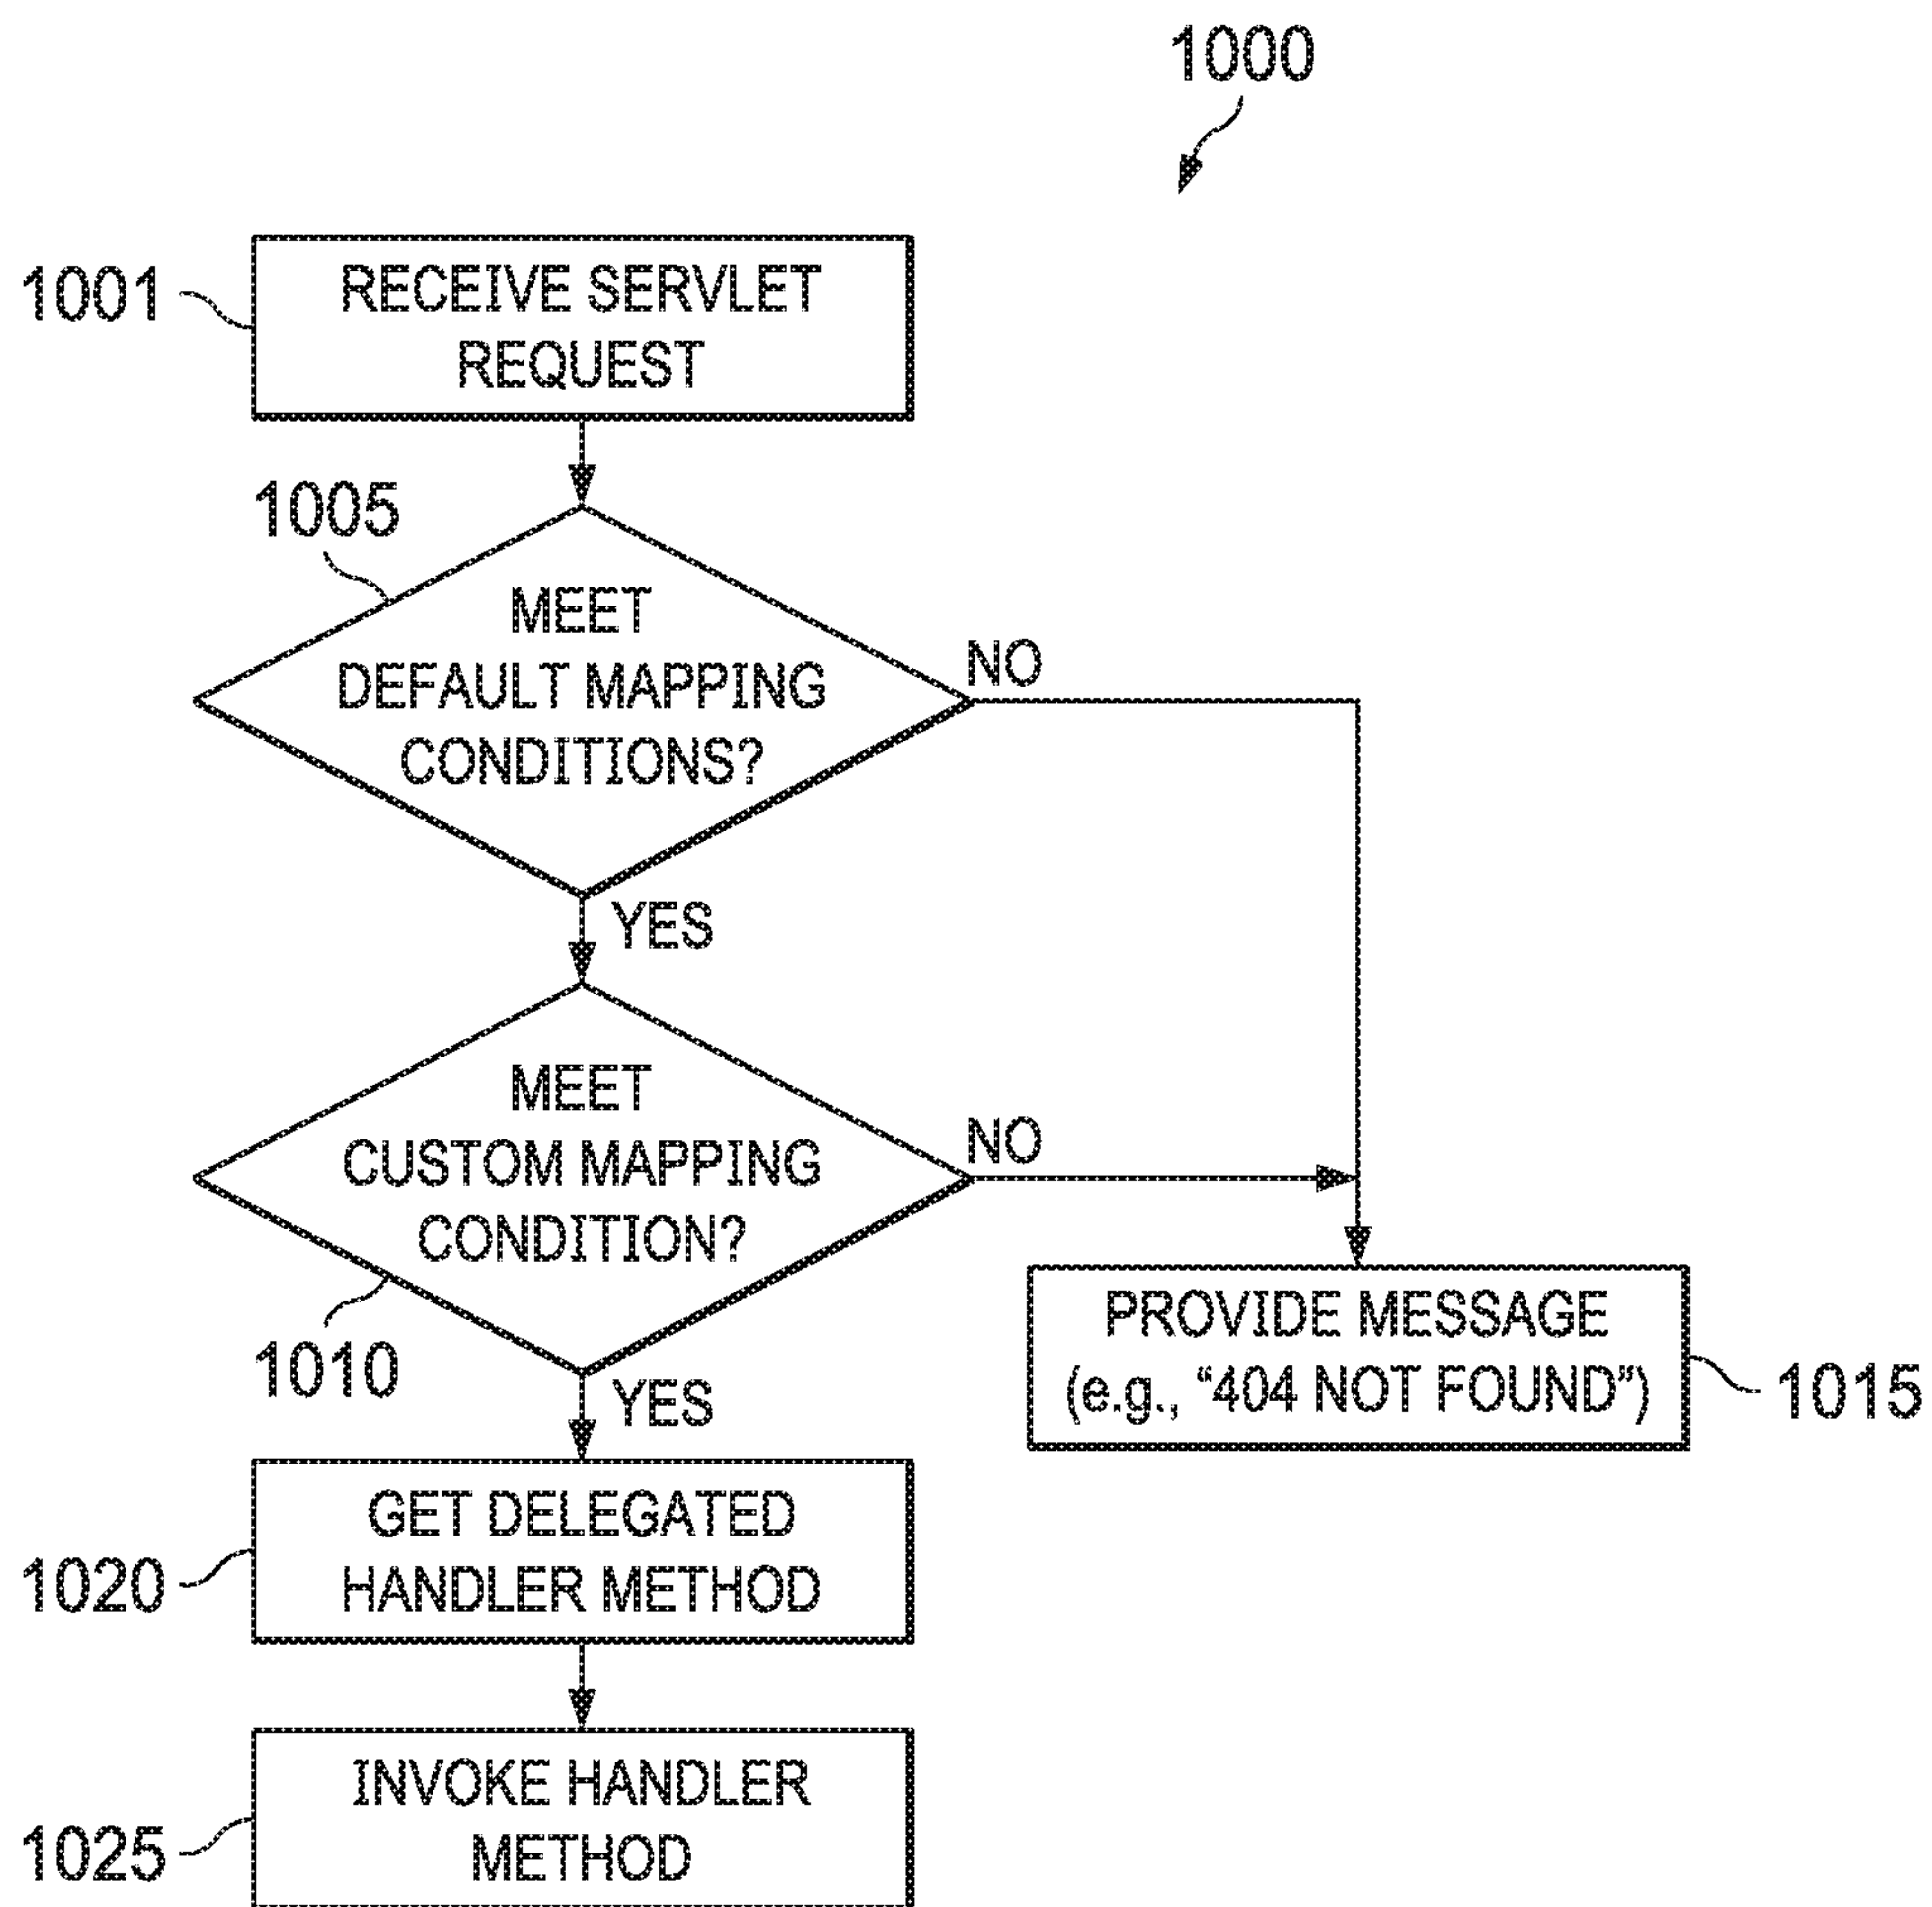 1000
1001
RECEIVE SERVLET
REQUEST
1005
MEET
DEFAULT MAPPING
CONDITIONS?
NO
YES
MEET
CUSTOM MAPPING
CONDITION?
NO
1010
YES
PROVIDE MESSAGE
(e.g., “404 NOT FOUND”)
1015
GET DELEGATED
HANDLER METHOD
1020
INVOKE HANDLER
METHOD
1025